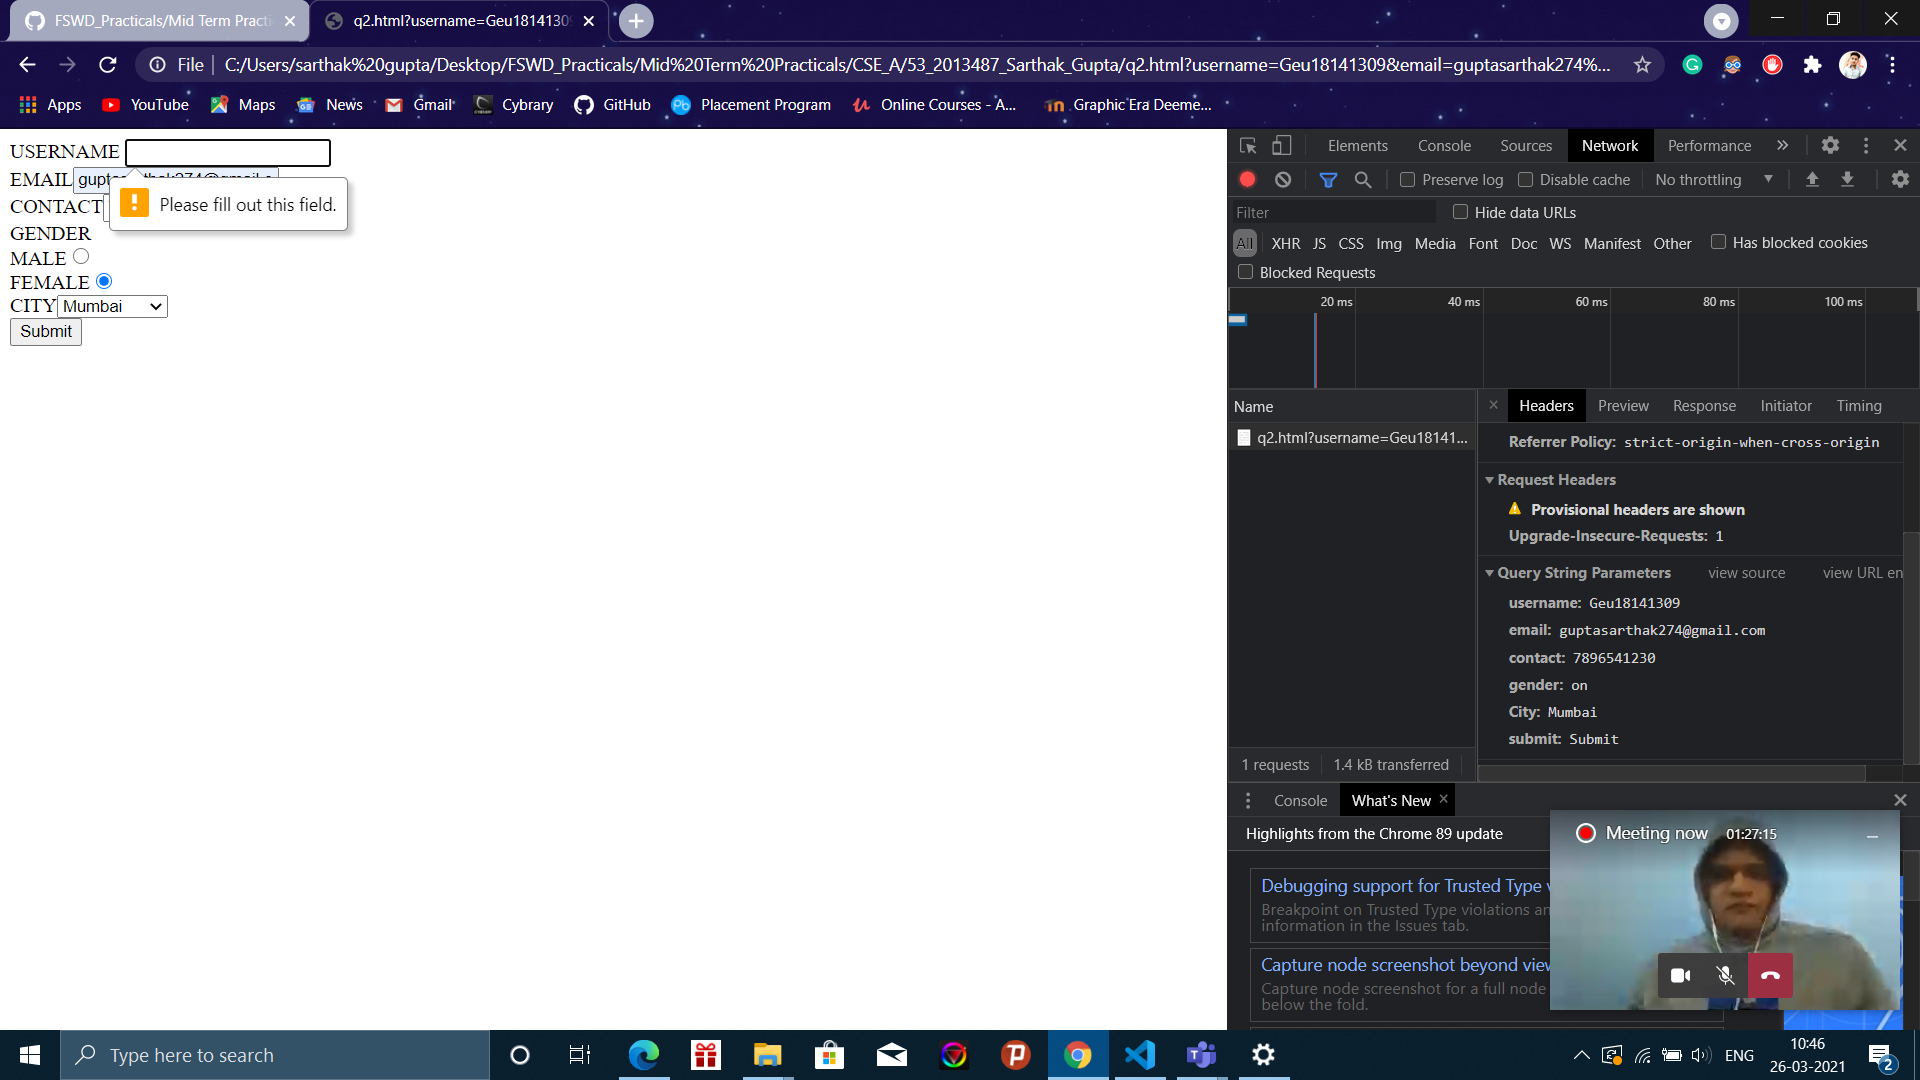 FSWD_Practicals/Mid Term Practi
q2.html?username=Geu18141309
File
C:/Users/sarthak%20gupta/Desktop/FSWD_Practicals/Mid%20Term%20Practicals/CSE_A/53_2013487_Sarthak_Gupta/q2.html?username=Geu18141309&email=guptasarthak274%...
Apps YouTube Maps News Gmail Cybrary GitHub Placement Program Online Courses - A... Graphic Era Deeme...
USERNAME
EMAIL
CONTACT
Please fill out this field.
GENDER
MALE
FEMALE
CITY Mumbai
Submit
Elements Console Sources Network Performance
Preserve log Disable cache No throttling
Filter Hide data URLs
All XHR JS CSS Img Media Font Doc WS Manifest Other Has blocked cookies
Blocked Requests
20 ms 40 ms 60 ms 80 ms 100 ms
Name
q2.html?username=Geu18141...
1 requests 1.4 kB transferred
Headers Preview Response Initiator Timing
Referrer Policy: strict-origin-when-cross-origin
Request Headers
Provisional headers are shown
Upgrade-Insecure-Requests: 1
Query String Parameters view source view URL en
username: Geu18141309
email: guptasarthak274@gmail.com
contact: 7896541230
gender: on
City: Mumbai
submit: Submit
Console What's New
Highlights from the Chrome 89 update
Debugging support for Trusted Type v
Breakpoint on Trusted Type violations an
information in the Issues tab.
Capture node screenshot beyond view
Capture node screenshot for a full node
below the fold.
Meeting now 01:27:15
Type here to search
ENG
10:46
26-03-2021
2